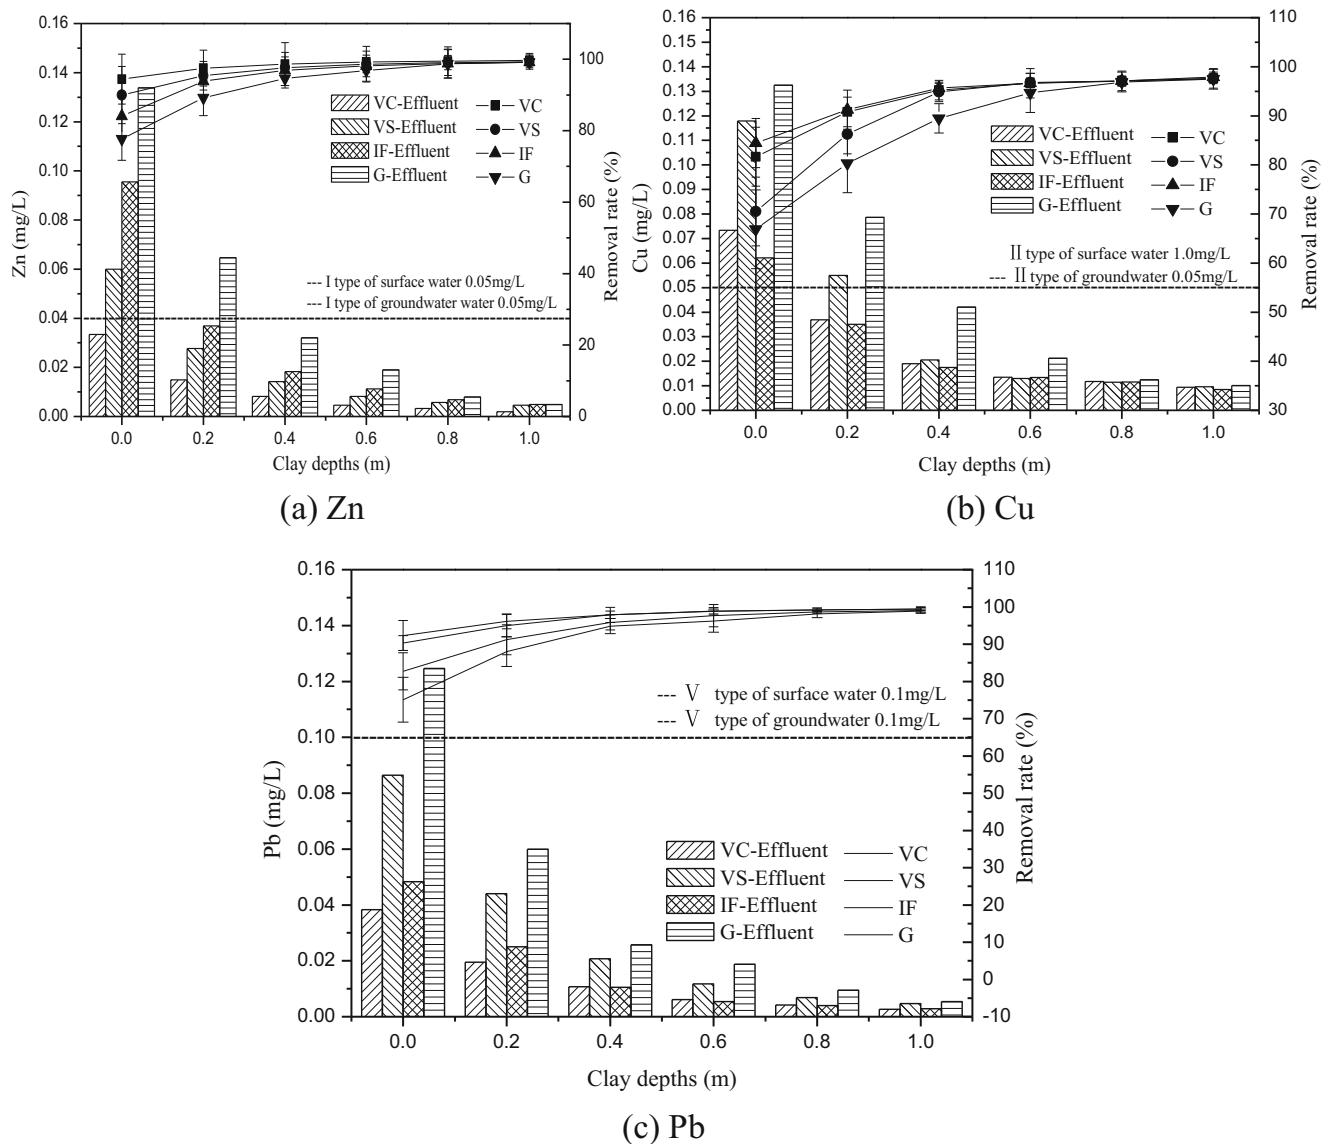 0.16
0.14
0.12
0.10
0.08
0.06
0.04
0.02
0.00
Zn (mg/L)
VC-Effluent
VS-Effluent
IF-Effluent
G-Effluent
VC
VS
IF
G
--- I type of surface water 0.05mg/L
--- I type of groundwater water 0.05mg/L
100
80
60
40
20
0
Removal rate (%)
0.0 0.2 0.4 0.6 0.8 1.0
Clay depths (m)
(a) Zn
0.16
0.15
0.14
0.13
0.12
0.11
0.10
0.09
0.08
0.07
0.06
0.05
0.04
0.03
0.02
0.01
0.00
Cu (mg/L)
VC-Effluent
VS-Effluent
IF-Effluent
G-Effluent
VC
VS
IF
G
II type of surface water 1.0mg/L
--- II type of groundwater 0.05mg/L
110
100
90
80
70
60
50
40
30
Removal rate (%)
0.0 0.2 0.4 0.6 0.8 1.0
Clay depths (m)
(b) Cu
0.16
0.14
0.12
0.10
0.08
0.06
0.04
0.02
0.00
Pb (mg/L)
--- V type of surface water 0.1mg/L
--- V type of groundwater 0.1mg/L
VC-Effluent
VS-Effluent
IF-Effluent
G-Effluent
VC
VS
IF
G
110
100
90
80
70
60
50
40
30
20
10
0
-10
Removal rate (%)
0.0 0.2 0.4 0.6 0.8 1.0
Clay depths (m)
(c) Pb